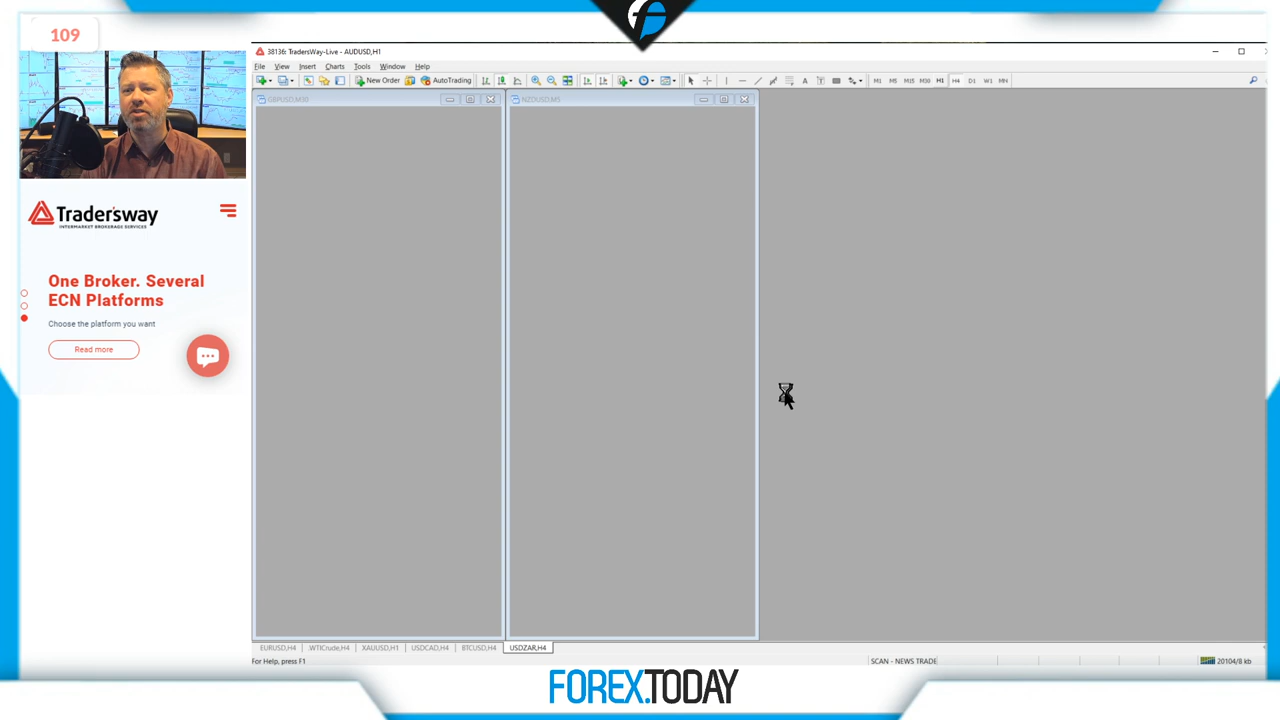 109
38136: TradersWay-Live - AUDUSD,H1
File View Insert Charts Tools Window Help
New Order AutoTrading A T M1 M5 M15 M30 H1 H4 D1 W1 MN
GBPUSD,M30
NZDUSD,M5
Tradersway
INTERMARKET BROKERAGE SERVICES
One Broker. Several
ECN Platforms
Choose the platform you want
Read more
EURUSD,H4 .WTICrude,H4 XAUUSD,H1 USDCAD,H4 BTCUSD,H4 USDZAR,H4
For Help, press F1
SCAN - NEWS TRADE
20104/8 kb
FOREX.TODAY